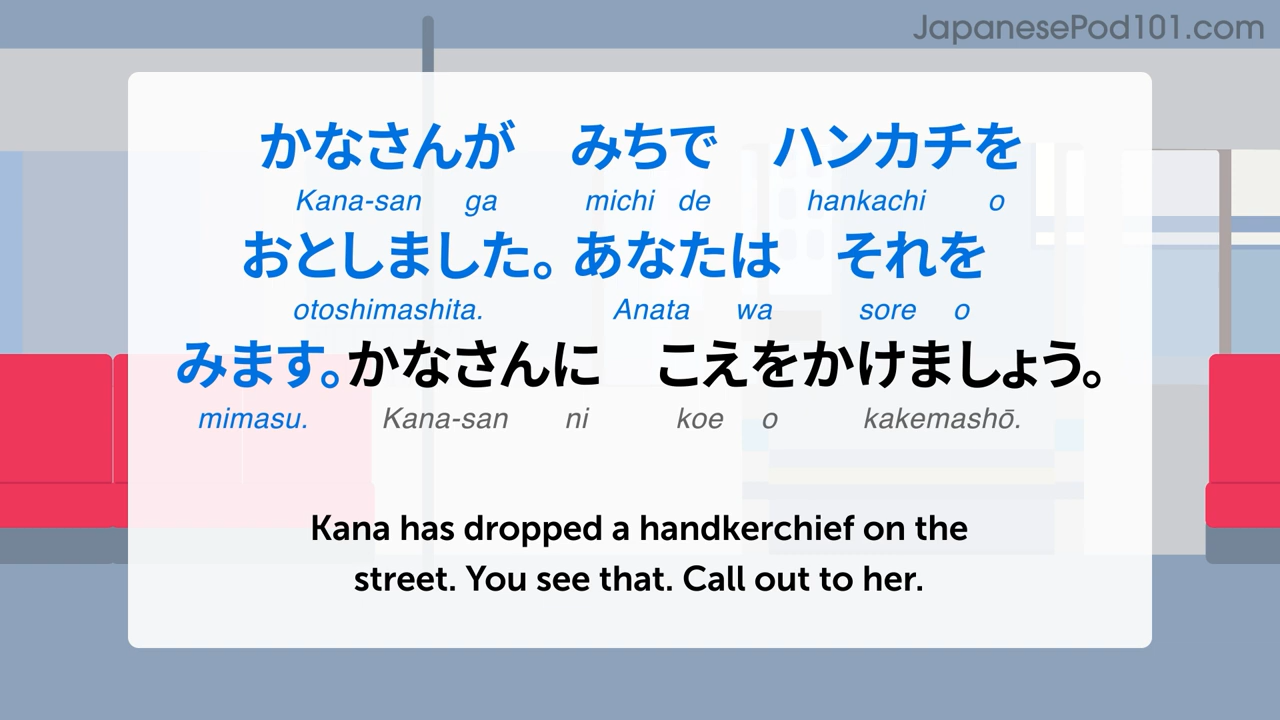 JapanesePod101.com
かなさんが　みちで　ハンカチを
Kana-san ga michi de hankachi o
おとしました。あなたは　それを
otoshimashita. Anata wa sore o
みます。かなさんに　こえをかけましょう。
mimasu. Kana-san ni koe o kakemashō.
Kana has dropped a handkerchief on the
street. You see that. Call out to her.